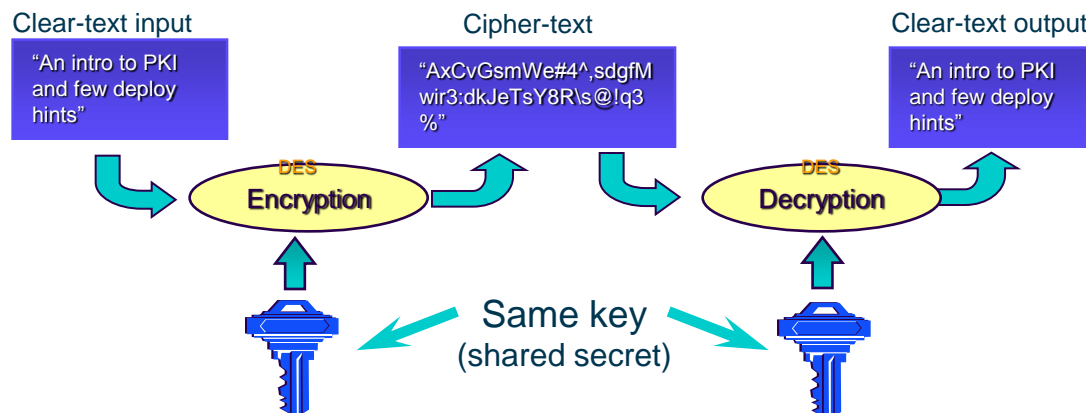 Clear-text input
Cipher-text
Clear-text output
“An intro to PKI
and few deploy
hints”
“AxCvGsmWe#4^,sdgfM
wir3:dkJeTsY8R\s@!q3
%”
“An intro to PKI
and few deploy
hints”
DES
Encryption
DES
Decryption
Same key
(shared secret)